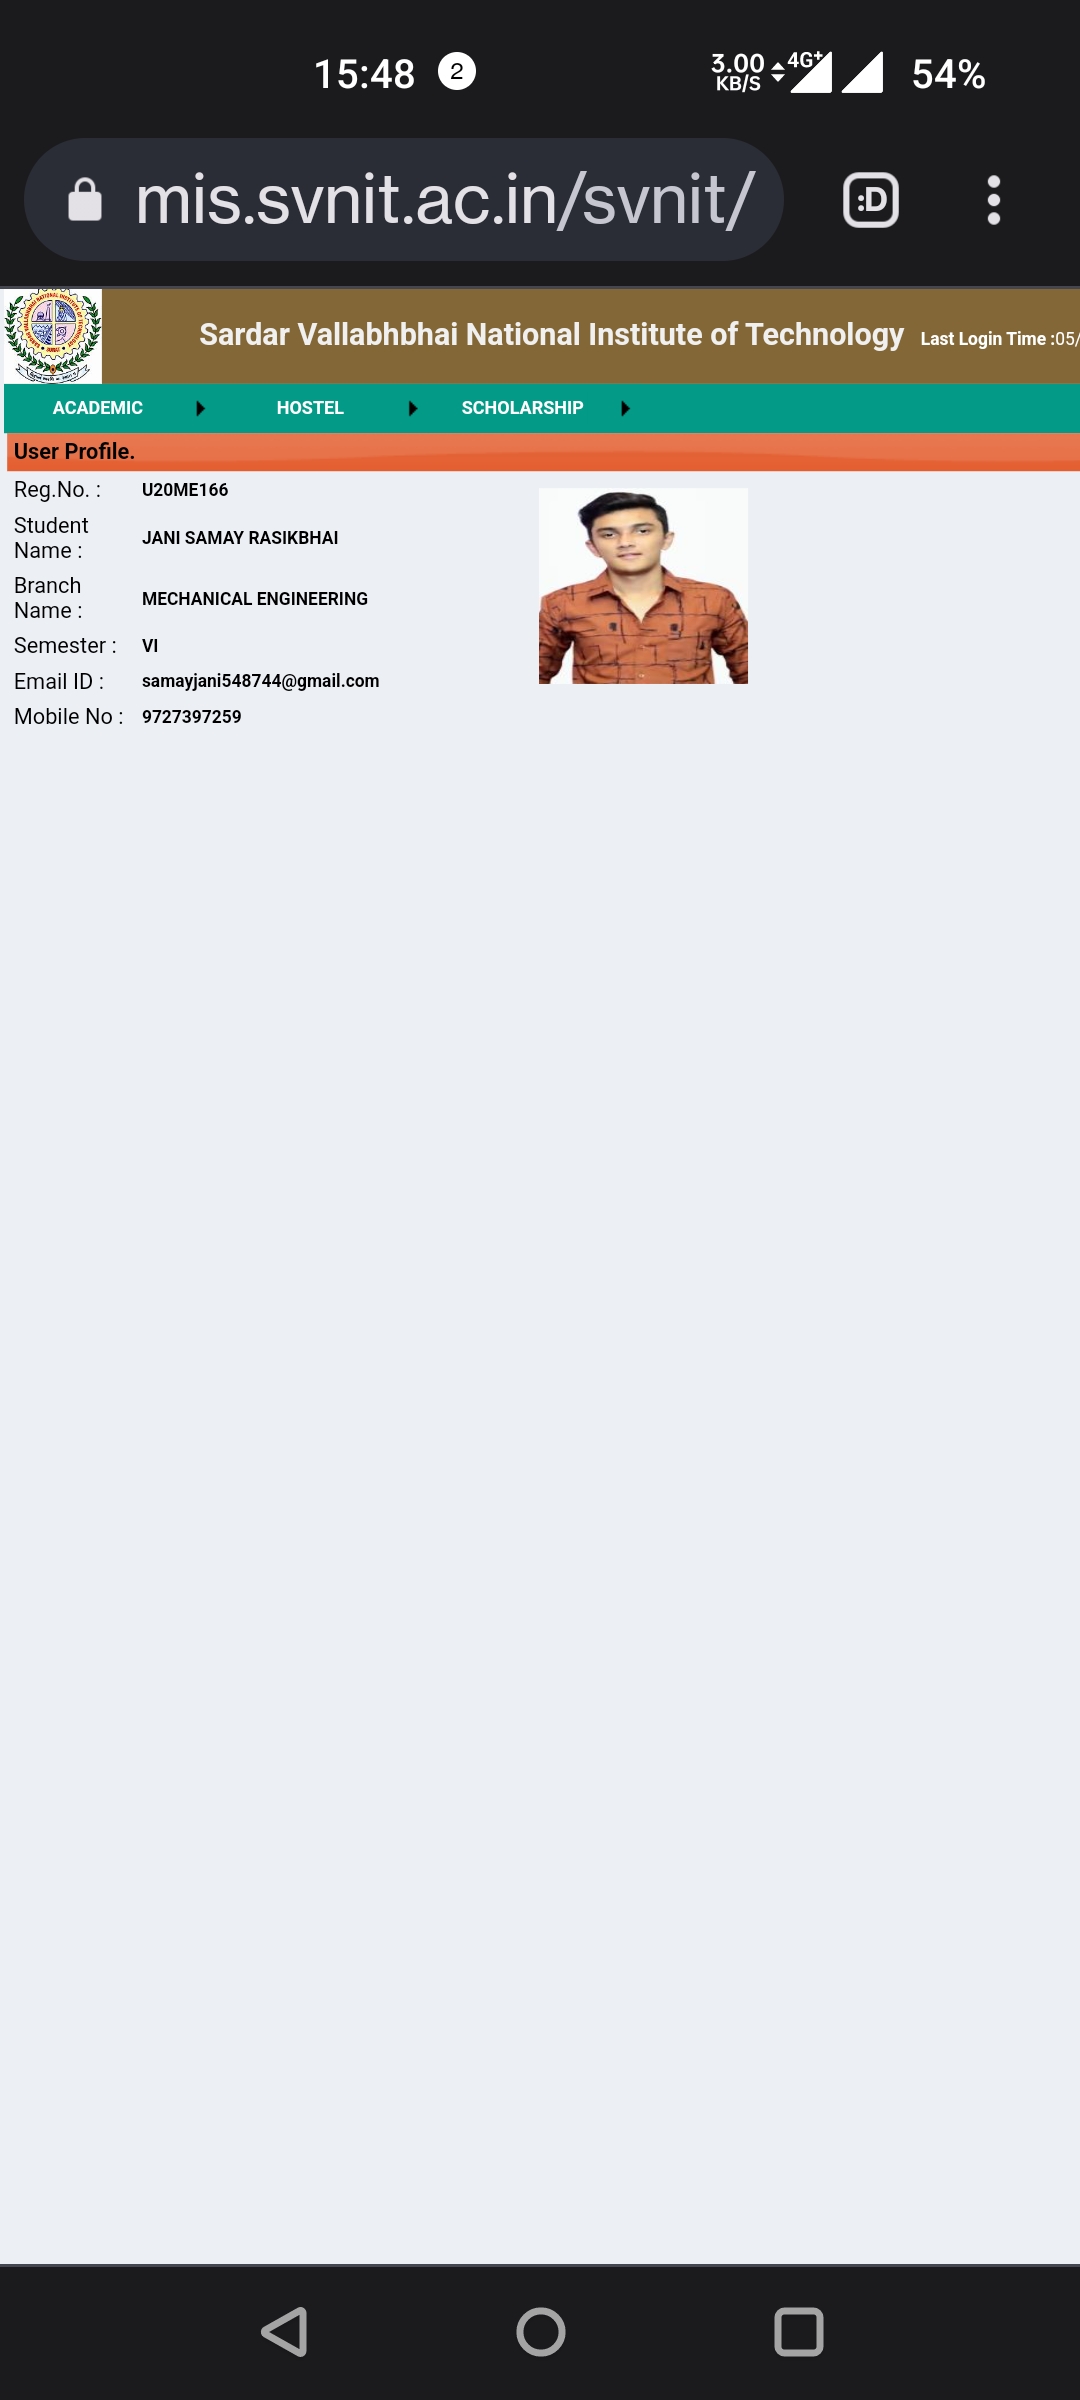 15:48 2 3.00 KB/S 4G+ 54%
mis.svnit.ac.in/svnit/ :D
Sardar Vallabhbhai National Institute of Technology Last Login Time :05/
ACADEMIC HOSTEL SCHOLARSHIP
User Profile.
Reg.No. : U20ME166
Student Name : JANI SAMAY RASIKBHAI
Branch Name : MECHANICAL ENGINEERING
Semester : VI
Email ID : samayjani548744@gmail.com
Mobile No : 9727397259